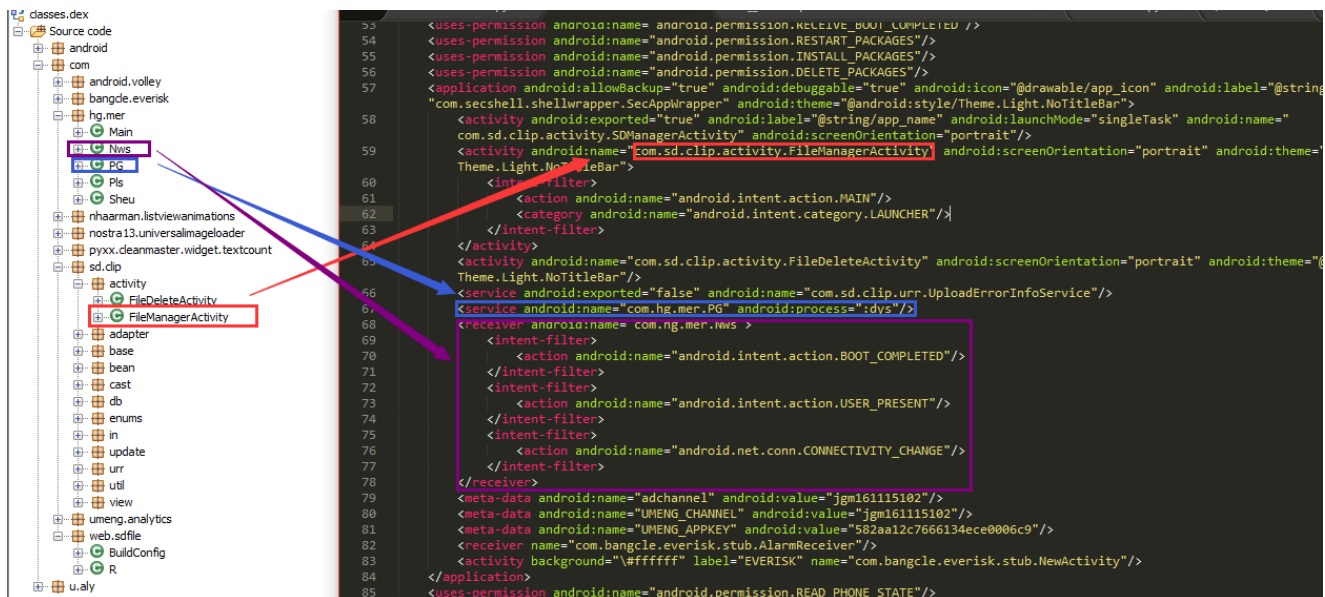 classes.dex
Source code
android
com
android.volley
bangcle.everisk
hg.mer
Main
Nws
PG
Pls
Sheu
nhaarman.listviewanimations
nostra13.universalimageloader
pyxx.cleanmaster.widget.textcount
sd.clip
activity
FileDeleteActivity
FileManagerActivity
adapter
base
bean
cast
db
enums
in
update
urr
util
view
umeng.analytics
web.sdfile
BuildConfig
R
u.aly
53 <uses-permission android:name="android.permission.RECEIVE_BOOT_COMPLETED"/>
54 <uses-permission android:name="android.permission.RESTART_PACKAGES"/>
55 <uses-permission android:name="android.permission.INSTALL_PACKAGES"/>
56 <uses-permission android:name="android.permission.DELETE_PACKAGES"/>
57 <application android:allowBackup="true" android:debuggable="true" android:icon="@drawable/app_icon" android:label="@string
"com.secshell.shellwrapper.SecAppWrapper" android:theme="@android:style/Theme.Light.NoTitleBar">
58 <activity android:exported="true" android:label="@string/app_name" android:launchMode="singleTask" android:name="
com.sd.clip.activity.SDManagerActivity" android:screenOrientation="portrait"/>
59 <activity android:name="com.sd.clip.activity.FileManagerActivity" android:screenOrientation="portrait" android:theme="
Theme.Light.NoTitleBar">
60 <intent-filter>
61 <action android:name="android.intent.action.MAIN"/>
62 <category android:name="android.intent.category.LAUNCHER"/>
63 </intent-filter>
64 </activity>
65 <activity android:name="com.sd.clip.activity.FileDeleteActivity" android:screenOrientation="portrait" android:theme="@
Theme.Light.NoTitleBar"/>
66 <service android:exported="false" android:name="com.sd.clip.urr.UploadErrorInfoService"/>
67 <service android:name="com.hg.mer.PG" android:process=":dys"/>
68 <receiver android:name="com.hg.mer.Nws">
69 <intent-filter>
70 <action android:name="android.intent.action.BOOT_COMPLETED"/>
71 </intent-filter>
72 <intent-filter>
73 <action android:name="android.intent.action.USER_PRESENT"/>
74 </intent-filter>
75 <intent-filter>
76 <action android:name="android.net.conn.CONNECTIVITY_CHANGE"/>
77 </intent-filter>
78 </receiver>
79 <meta-data android:name="adchannel" android:value="jgm161115102"/>
80 <meta-data android:name="UMENG_CHANNEL" android:value="jgm161115102"/>
81 <meta-data android:name="UMENG_APPKEY" android:value="582aa12c7666134ece0006c9"/>
82 <receiver name="com.bangcle.everisk.stub.AlarmReceiver"/>
83 <activity background="\#ffffff" label="EVERISK" name="com.bangcle.everisk.stub.NewActivity"/>
84 </application>
85 <uses-permission android:name="android.permission.READ_PHONE_STATE"/>